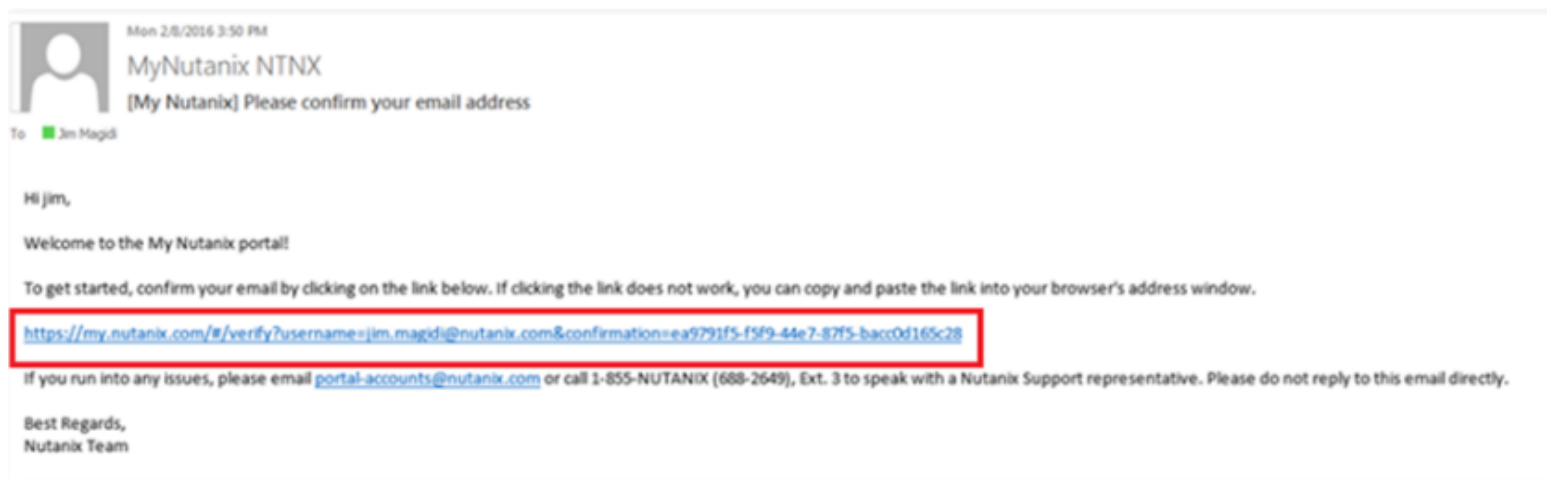 Mon 2/8/2016 3:50 PM
MyNutanix NTNX
[My Nutanix] Please confirm your email address
To Jim Magidi
Hi jim,
Welcome to the My Nutanix portal!
To get started, confirm your email by clicking on the link below. If clicking the link does not work, you can copy and paste the link into your browser's address window.
https://my.nutanix.com/#/verify?username=jim.magidi@nutanix.com&confirmation=ea9791f5-f5f9-44e7-87f5-bacc0d165c28
If you run into any issues, please email portal-accounts@nutanix.com or call 1-855-NUTANIX (688-2649), Ext. 3 to speak with a Nutanix Support representative. Please do not reply to this email directly.
Best Regards,
Nutanix Team